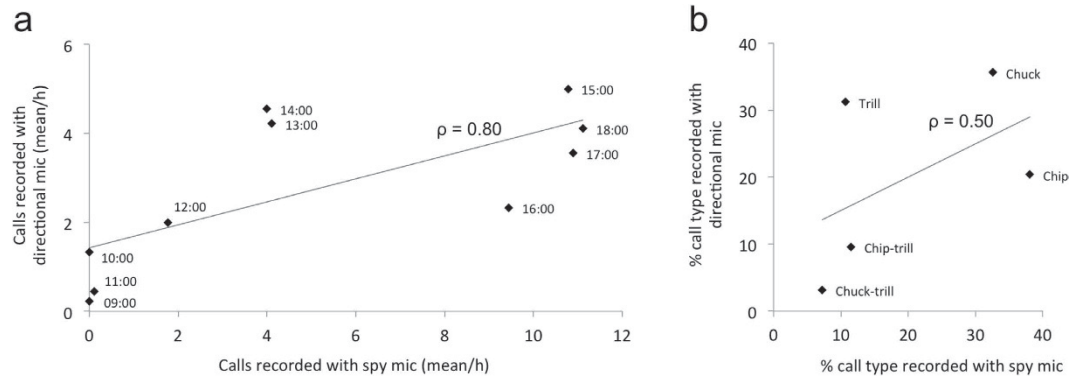 a
6
4
2
0
0
2
4
6
8
10
12
Calls recorded with
directional mic (mean/h)
Calls recorded with spy mic (mean/h)
14:00
13:00
15:00
18:00
17:00
16:00
12:00
10:00
11:00
09:00
ρ = 0.80
b
40
30
20
10
0
0
10
20
30
40
% call type recorded with
directional mic
% call type recorded with spy mic
Chuck
Trill
ρ = 0.50
Chip
Chip-trill
Chuck-trill